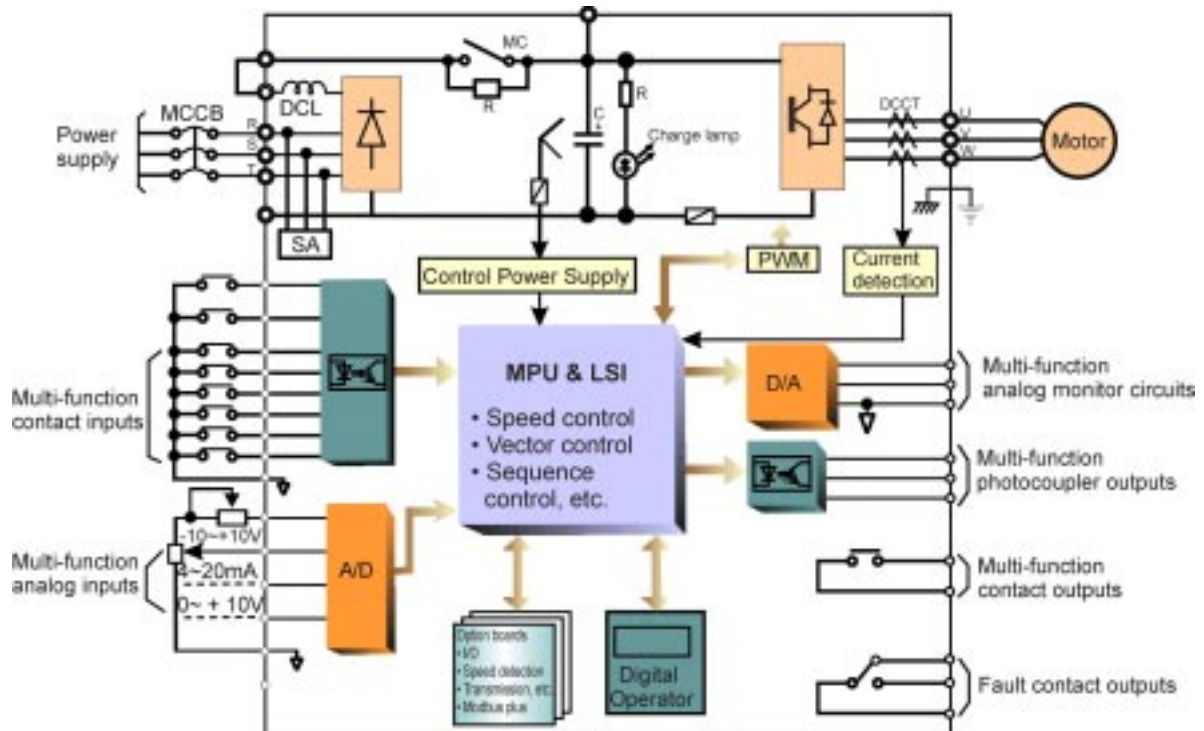 MC
R
DCL
MCCB
R
S
T
Power
supply
SA
C
+
R
Charge lamp
DCCT
U
V
W
Motor
Control Power Supply
PWM
Current
detection
MPU & LSI
• Speed control
• Vector control
• Sequence
control, etc.
D/A
Multi-function
analog monitor circuits
Multi-function
contact inputs
Multi-function
photocoupler outputs
-10~+10V
4~20mA
0~ + 10V
Multi-function
analog inputs
A/D
Multi-function
contact outputs
Option boards
• I/O
• Speed detection
• Transmission, etc.
• Modbus plus
Digital
Operator
Fault contact outputs